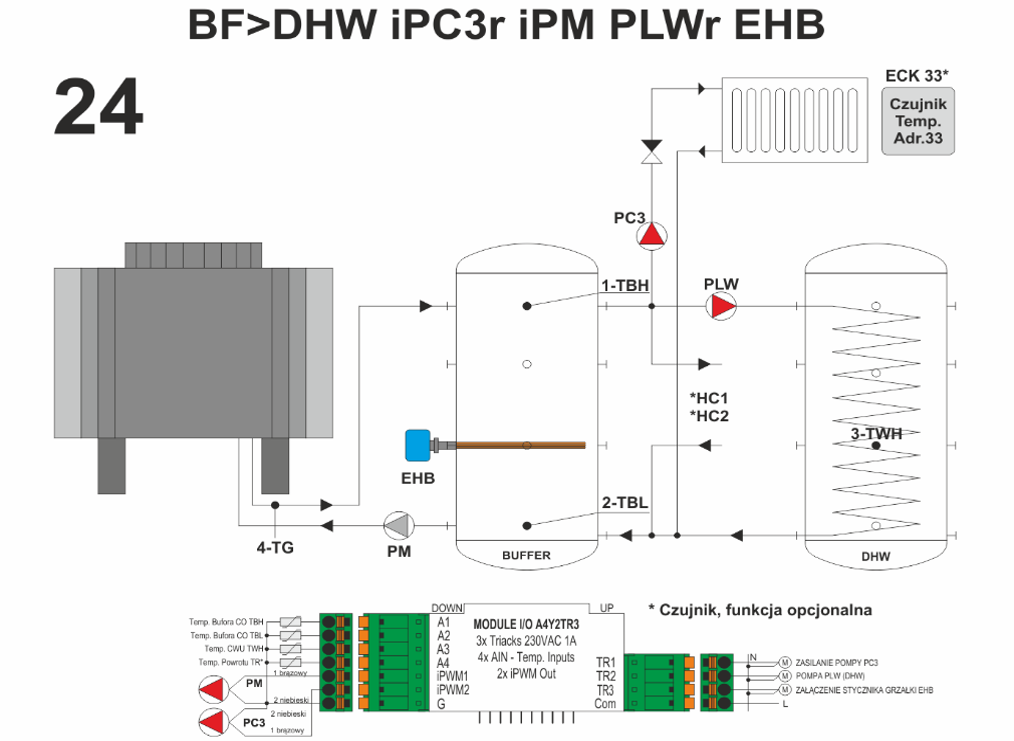 BF>DHW iPC3r iPM PLWr EHB
24
ECK 33*
Czujnik
Temp.
Adr.33
PC3
1-TBH
PLW
*HC1
*HC2
3-TWH
EHB
2-TBL
4-TG
PM
BUFFER
DHW
* Czujnik, funkcja opcjonalna
DOWN
UP
MODULE I/O A4Y2TR3
3x Triacks 230VAC 1A
4x AIN - Temp. Inputs
2x iPWM Out
Temp. Bufora CO TBH
Temp. Bufora CO TBL
Temp. CWU TWH
Temp. Powrotu TR*
1 brązowy
PM
2 niebieski
2 niebieski
PC3
1 brązowy
A1
A2
A3
A4
iPWM1
iPWM2
G
TR1
TR2
TR3
Com
N
M ZASILANIE POMPY PC3
M POMPA PLW (DHW)
M ZAŁĄCZENIE STYCZNIKA GRZAŁKI EHB
L